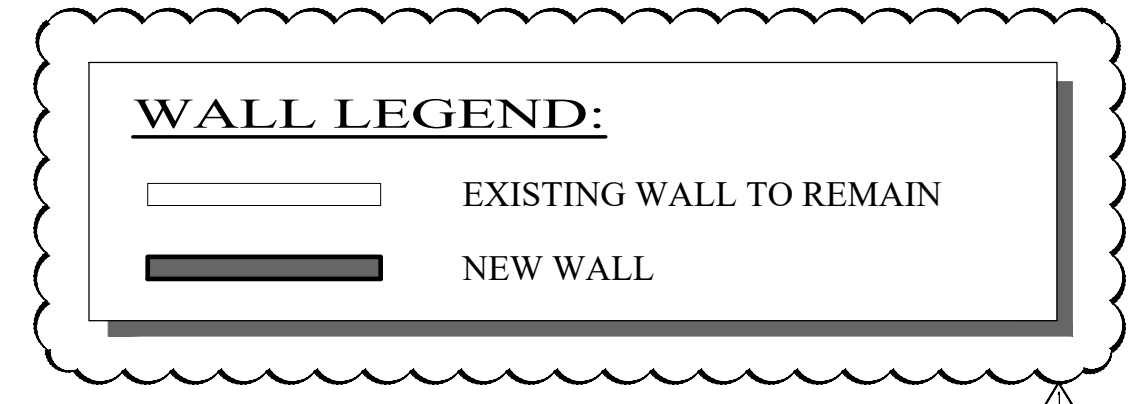 WALL LEGEND:
EXISTING WALL TO REMAIN
NEW WALL
1